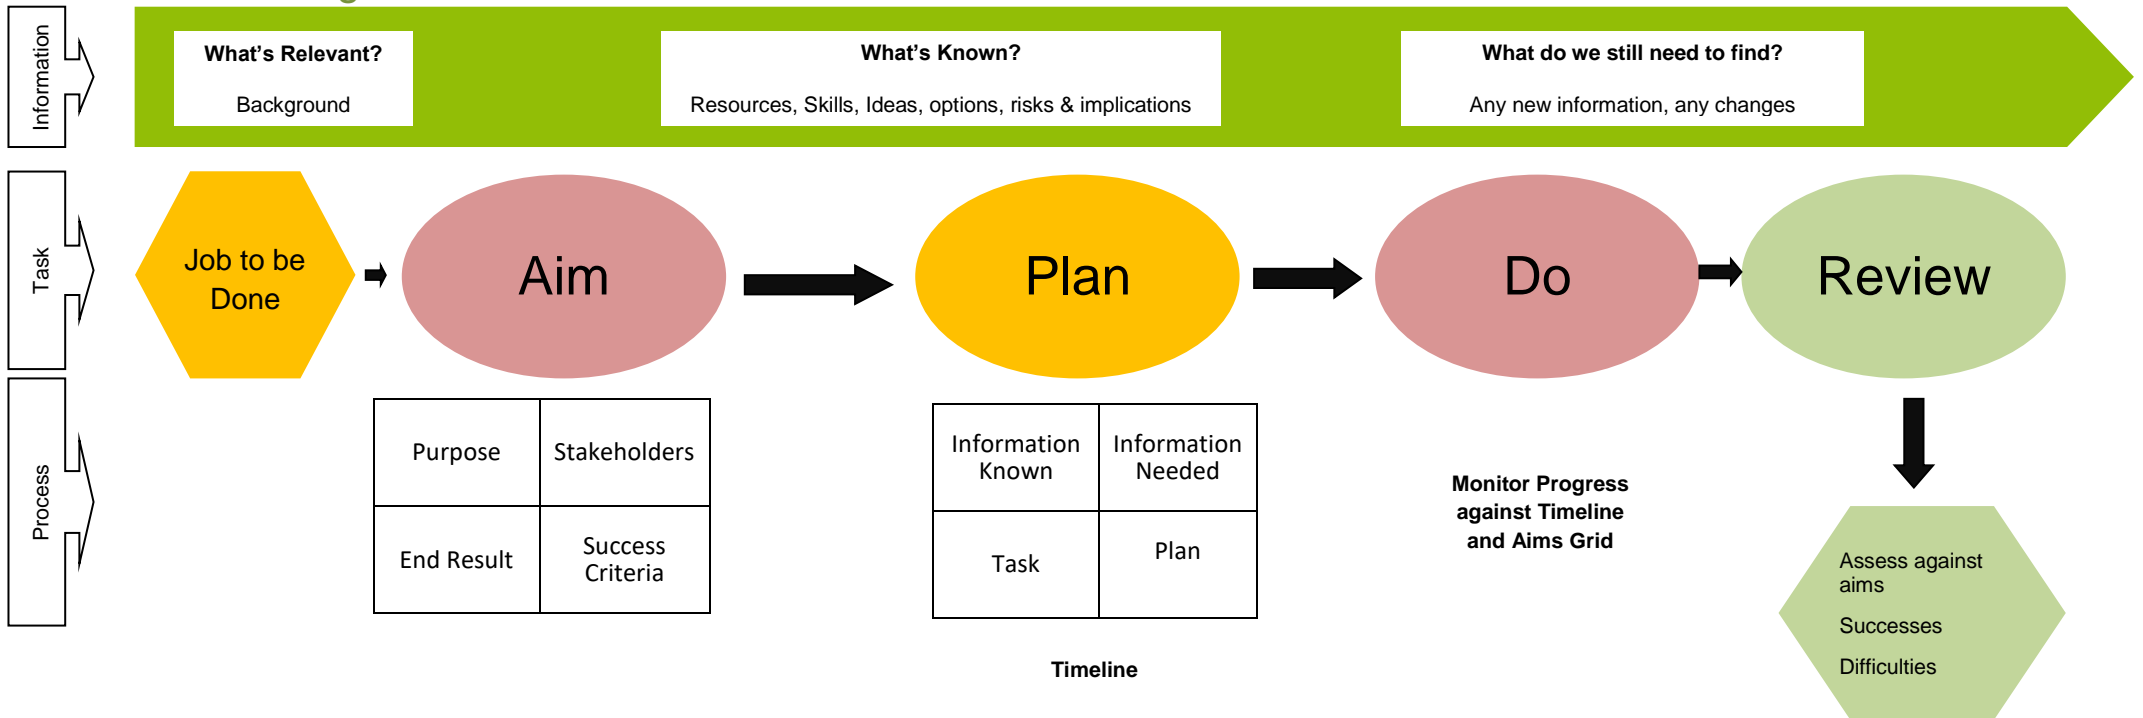 Information
What's Relevant?
Background
What's Known?
Resources, Skills, Ideas, options, risks & implications
What do we still need to find?
Any new information, any changes
Task
Job to be
Done
Aim
Plan
Do
Review
Process
Purpose
Stakeholders
End Result
Success
Criteria
Information
Known
Information
Needed
Task
Plan
Timeline
Monitor Progress
against Timeline
and Aims Grid
Assess against
aims
Successes
Difficulties